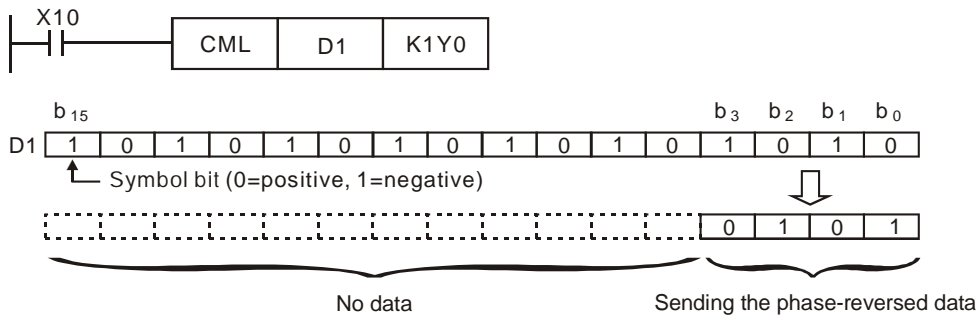 X10
CML D1 K1Y0
b15 b3 b2 b1 b0
D1 1 0 1 0 1 0 1 0 1 0 1 0 1 0 1 0
Symbol bit (0=positive, 1=negative)
0 1 0 1
No data Sending the phase-reversed data